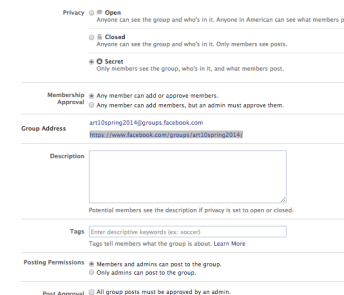 Privacy
Open
Anyone can see the group and who's in it. Anyone in American can see what members p
Closed
Anyone can see the group and who's in it. Only members see posts.
Secret
Only members see the group, who's in it, and what members post.
Membership Approval
Any member can add or approve members.
Any member can add members, but an admin must approve them.
Group Address
art10spring2014@groups.facebook.com
https://www.facebook.com/groups/art10spring2014/
Description
Potential members see the description if privacy is set to open or closed.
Tags
Enter descriptive keywords (ex: soccer)
Tags tell members what the group is about. Learn More
Posting Permissions
Members and admins can post to the group.
Only admins can post to the group.
Post Approval
All group posts must be approved by an admin.